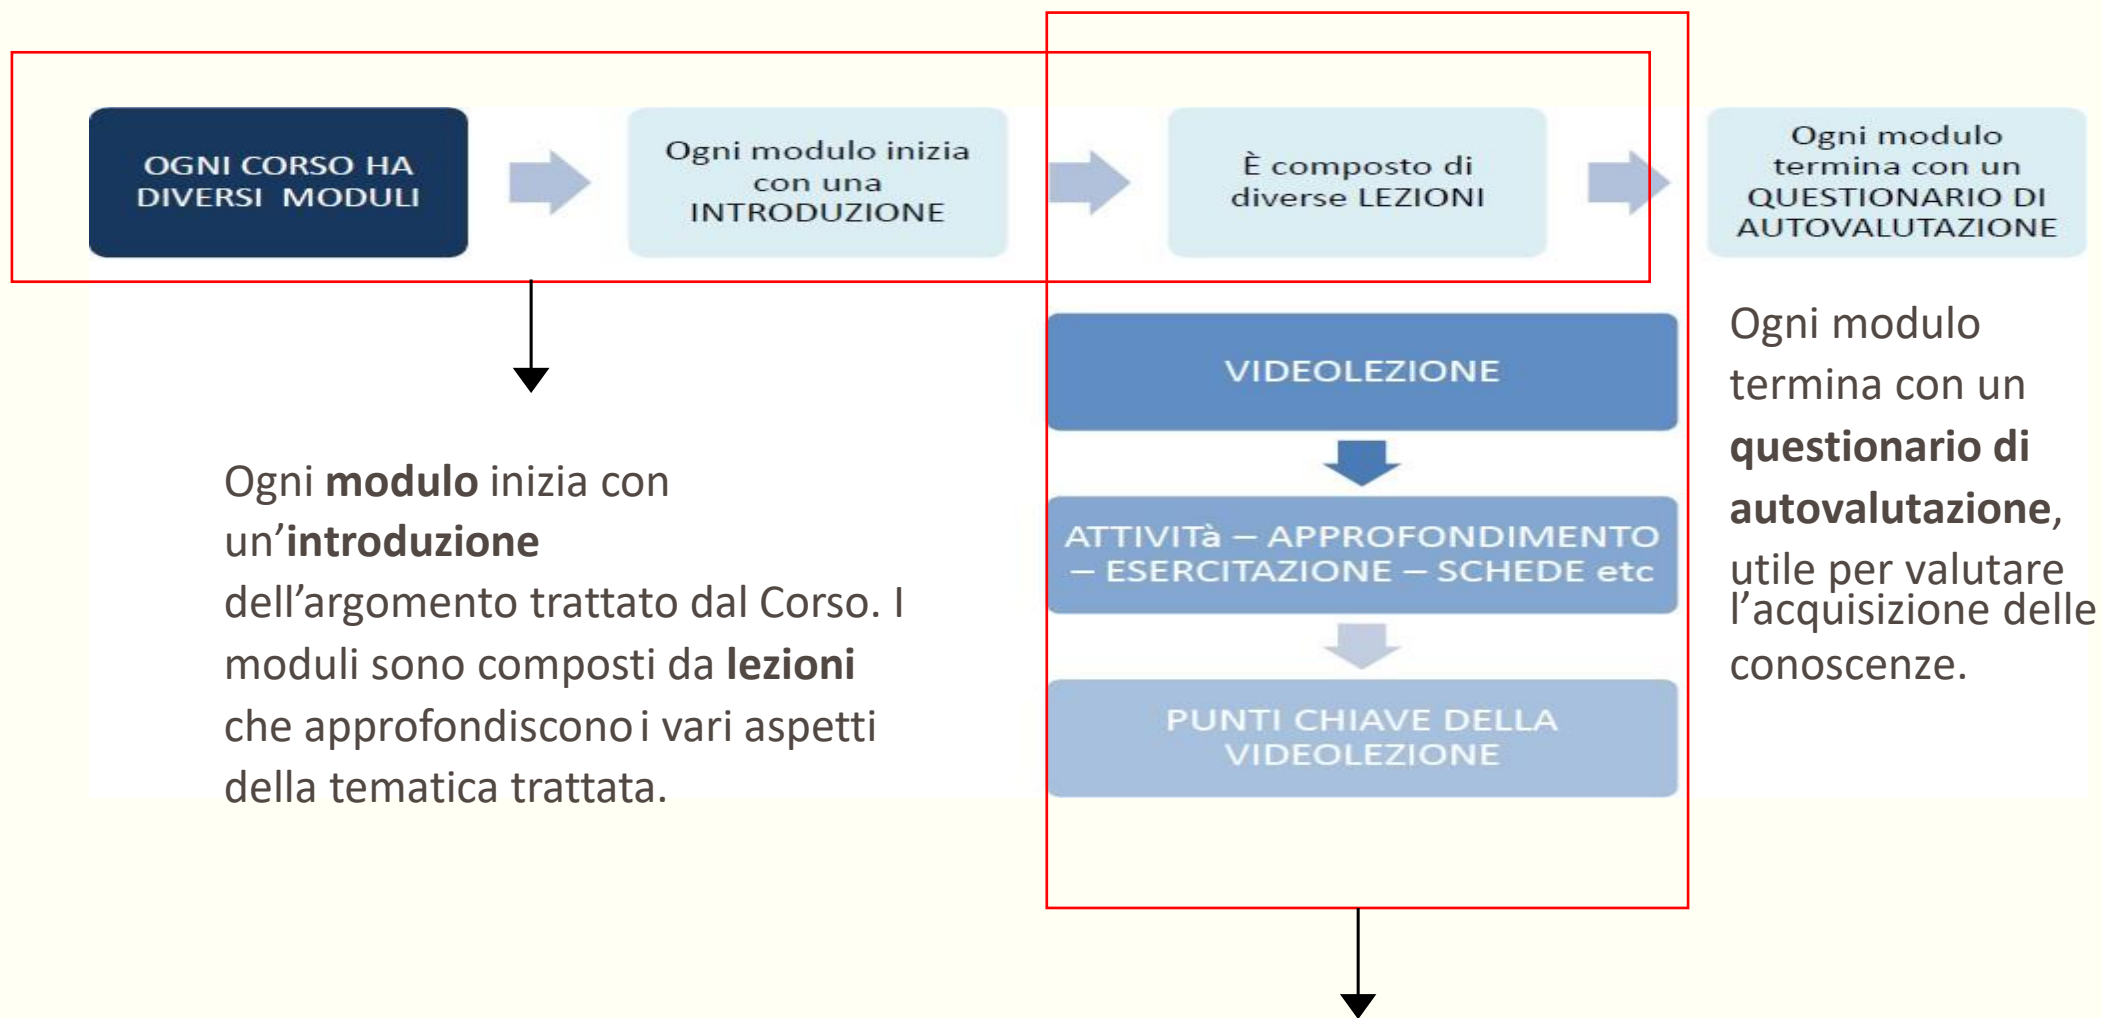 OGNI CORSO HA
DIVERSI MODULI
Ogni modulo inizia
con una
INTRODUZIONE
È composto di
diverse LEZIONI
Ogni modulo
termina con un
QUESTIONARIO DI
AUTOVALUTAZIONE
Ogni modulo inizia con
un’introduzione
dell’argomento trattato dal Corso. I
moduli sono composti da lezioni
che approfondiscono i vari aspetti
della tematica trattata.
VIDEOLEZIONE
ATTIVITà – APPROFONDIMENTO
– ESERCITAZIONE – SCHEDE etc
PUNTI CHIAVE DELLA
VIDEOLEZIONE
Ogni modulo
termina con un
questionario di
autovalutazione,
utile per valutare
l’acquisizione delle
conoscenze.